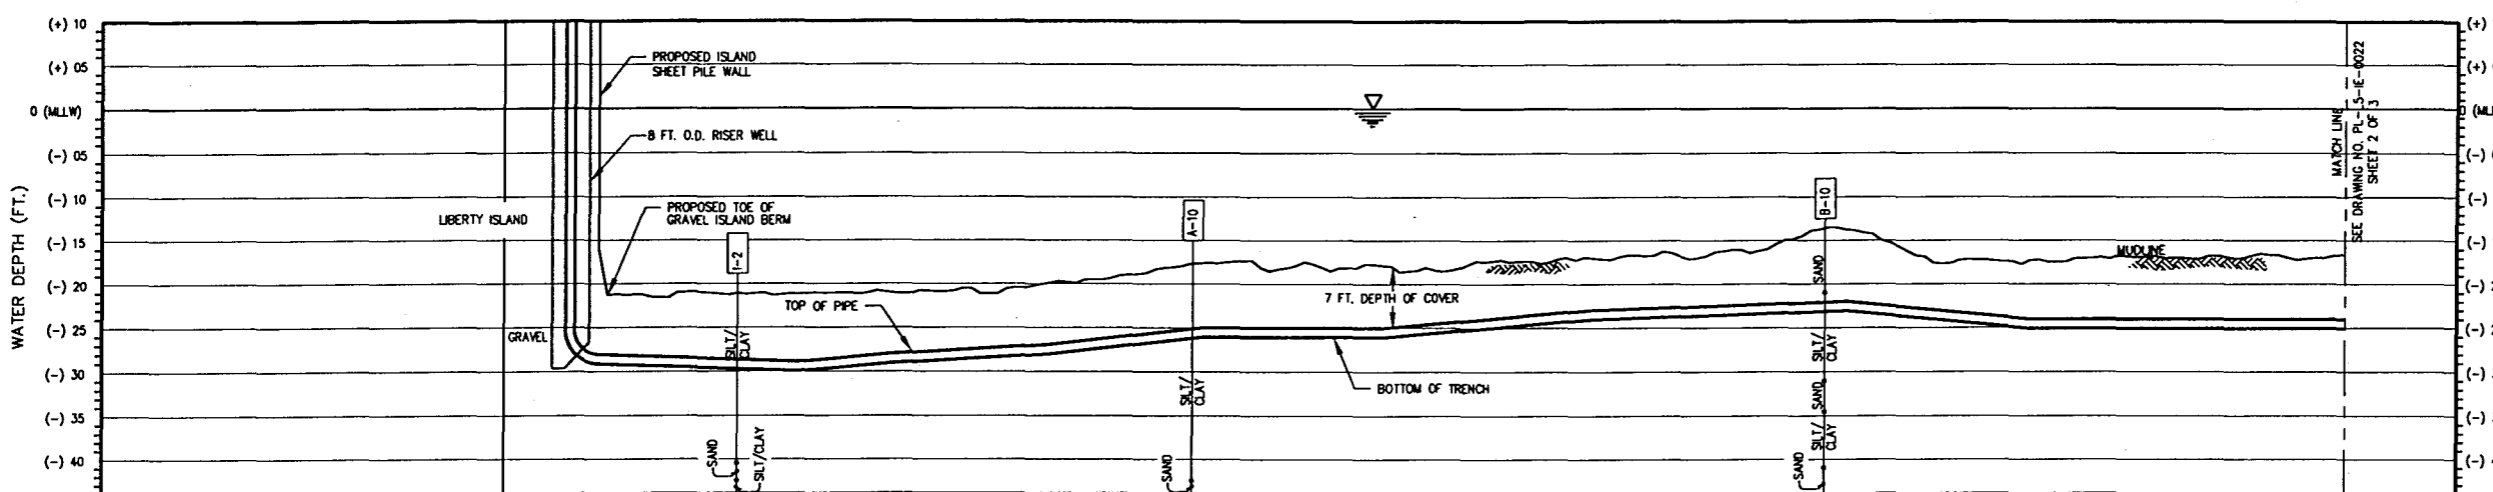 (+) 10
(+) 05
0 (MLLW)
(-) 05
(-) 10
(-) 15
(-) 20
(-) 25
(-) 30
(-) 35
(-) 40
WATER DEPTH (FT.)
PROPOSED ISLAND
SHEET PILE WALL
8 FT. O.D. RISER WELL
PROPOSED TOE OF
GRAVEL ISLAND BERM
LIBERTY ISLAND
GRAVEL
I-2
SILT/
CLAY
SAND
SILT/CLAY
TOP OF PIPE
A-10
SILT/
CLAY
SAND
7 FT. DEPTH OF COVER
BOTTOM OF TRENCH
B-10
SAND
SILT/
CLAY
SAND
SILT/
CLAY
SAND
MUDLINE
MATCH LINE
SEE DRAWING NO. PL-L5-IE-0022
SHEET 2 OF 3
(+)
(+)
0 (ML
(-)
(-)
(-)
(-)
(-)
(-)
(-)
(-)